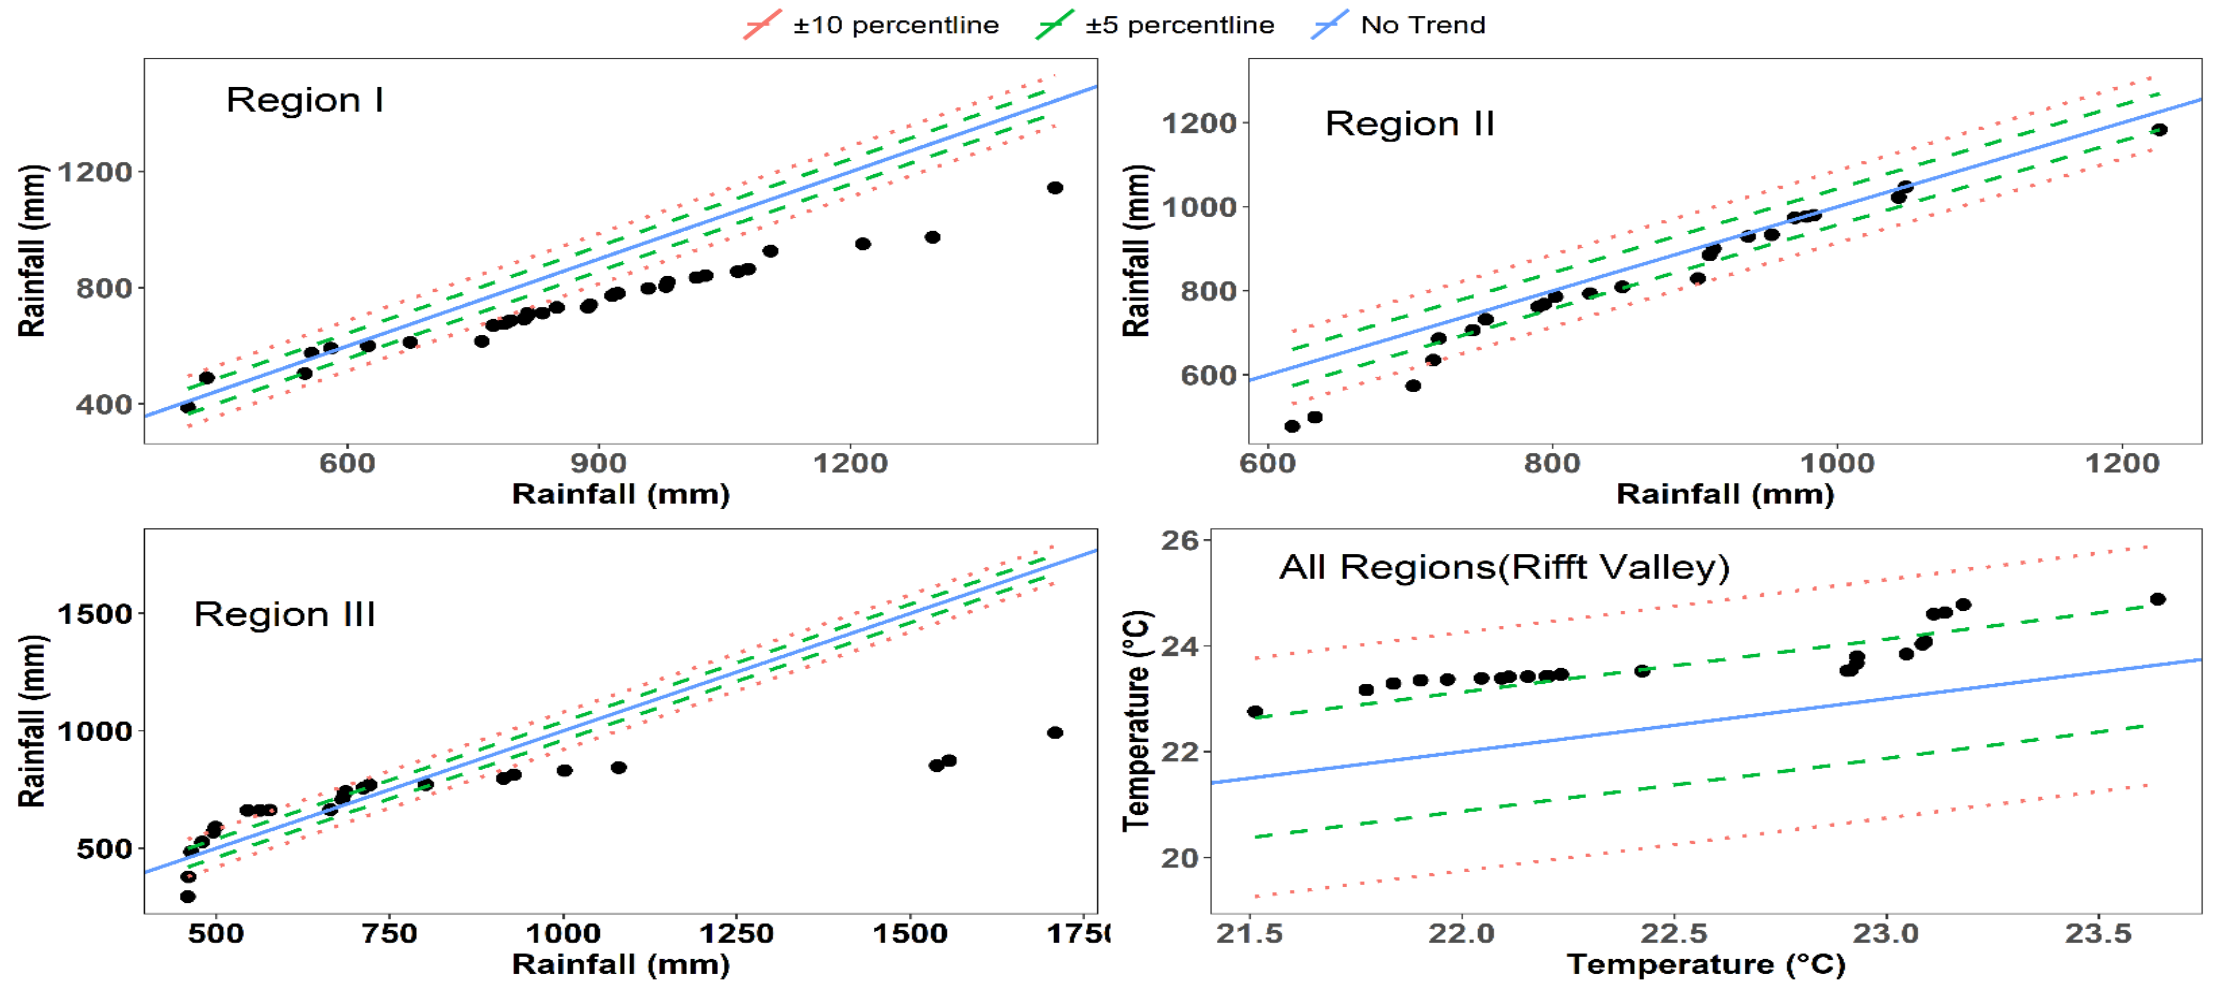 ±10 percentline ±5 percentline No Trend
Region I
Rainfall (mm)
1200
800
400
600 900 1200
Rainfall (mm)
Region II
Rainfall (mm)
1200
1000
800
600
600 800 1000 1200
Rainfall (mm)
Region III
Rainfall (mm)
1500
1000
500
500 750 1000 1250 1500 1750
Rainfall (mm)
All Regions(Rifft Valley)
Temperature (°C)
26
24
22
20
21.5 22.0 22.5 23.0 23.5
Temperature (°C)